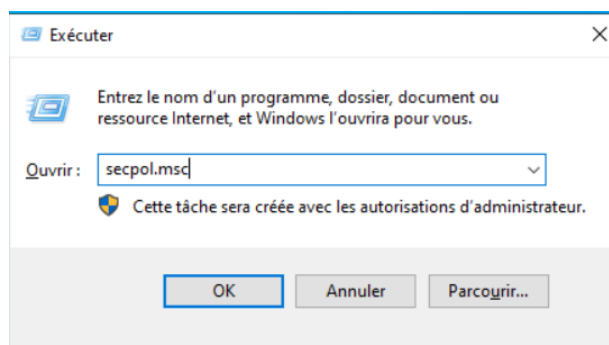 Exécuter
Entrez le nom d'un programme, dossier, document ou
ressource Internet, et Windows l'ouvrira pour vous.
Ouvrir : secpol.msc
Cette tâche sera créée avec les autorisations d'administrateur.
OK Annuler Parcourir...